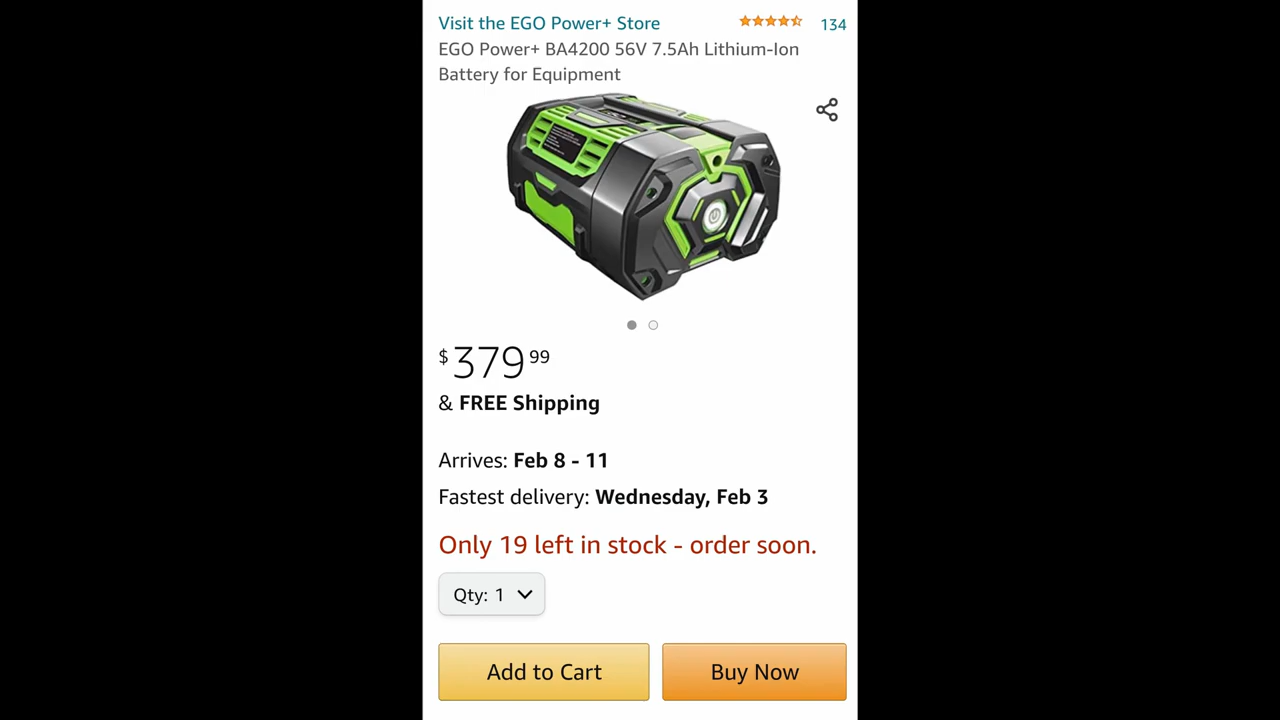 Visit the EGO Power+ Store
134
EGO Power+ BA4200 56V 7.5Ah Lithium-Ion
Battery for Equipment
$379 99
& FREE Shipping
Arrives: Feb 8 - 11
Fastest delivery: Wednesday, Feb 3
Only 19 left in stock - order soon.
Qty: 1
Add to Cart
Buy Now